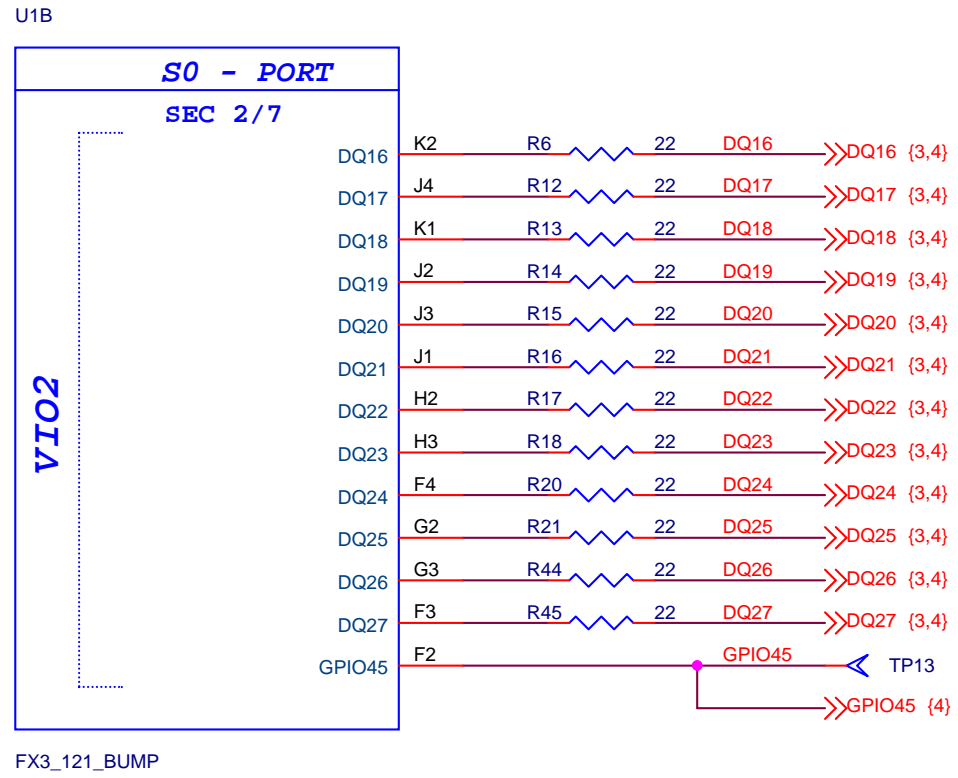 U1B
S0 - PORT
SEC 2/7
VIO2
DQ16 K2 R6 22 DQ16 DQ16 {3,4}
DQ17 J4 R12 22 DQ17 DQ17 {3,4}
DQ18 K1 R13 22 DQ18 DQ18 {3,4}
DQ19 J2 R14 22 DQ19 DQ19 {3,4}
DQ20 J3 R15 22 DQ20 DQ20 {3,4}
DQ21 J1 R16 22 DQ21 DQ21 {3,4}
DQ22 H2 R17 22 DQ22 DQ22 {3,4}
DQ23 H3 R18 22 DQ23 DQ23 {3,4}
DQ24 F4 R20 22 DQ24 DQ24 {3,4}
DQ25 G2 R21 22 DQ25 DQ25 {3,4}
DQ26 G3 R44 22 DQ26 DQ26 {3,4}
DQ27 F3 R45 22 DQ27 DQ27 {3,4}
GPIO45 F2 GPIO45 TP13
GPIO45 {4}
FX3_121_BUMP